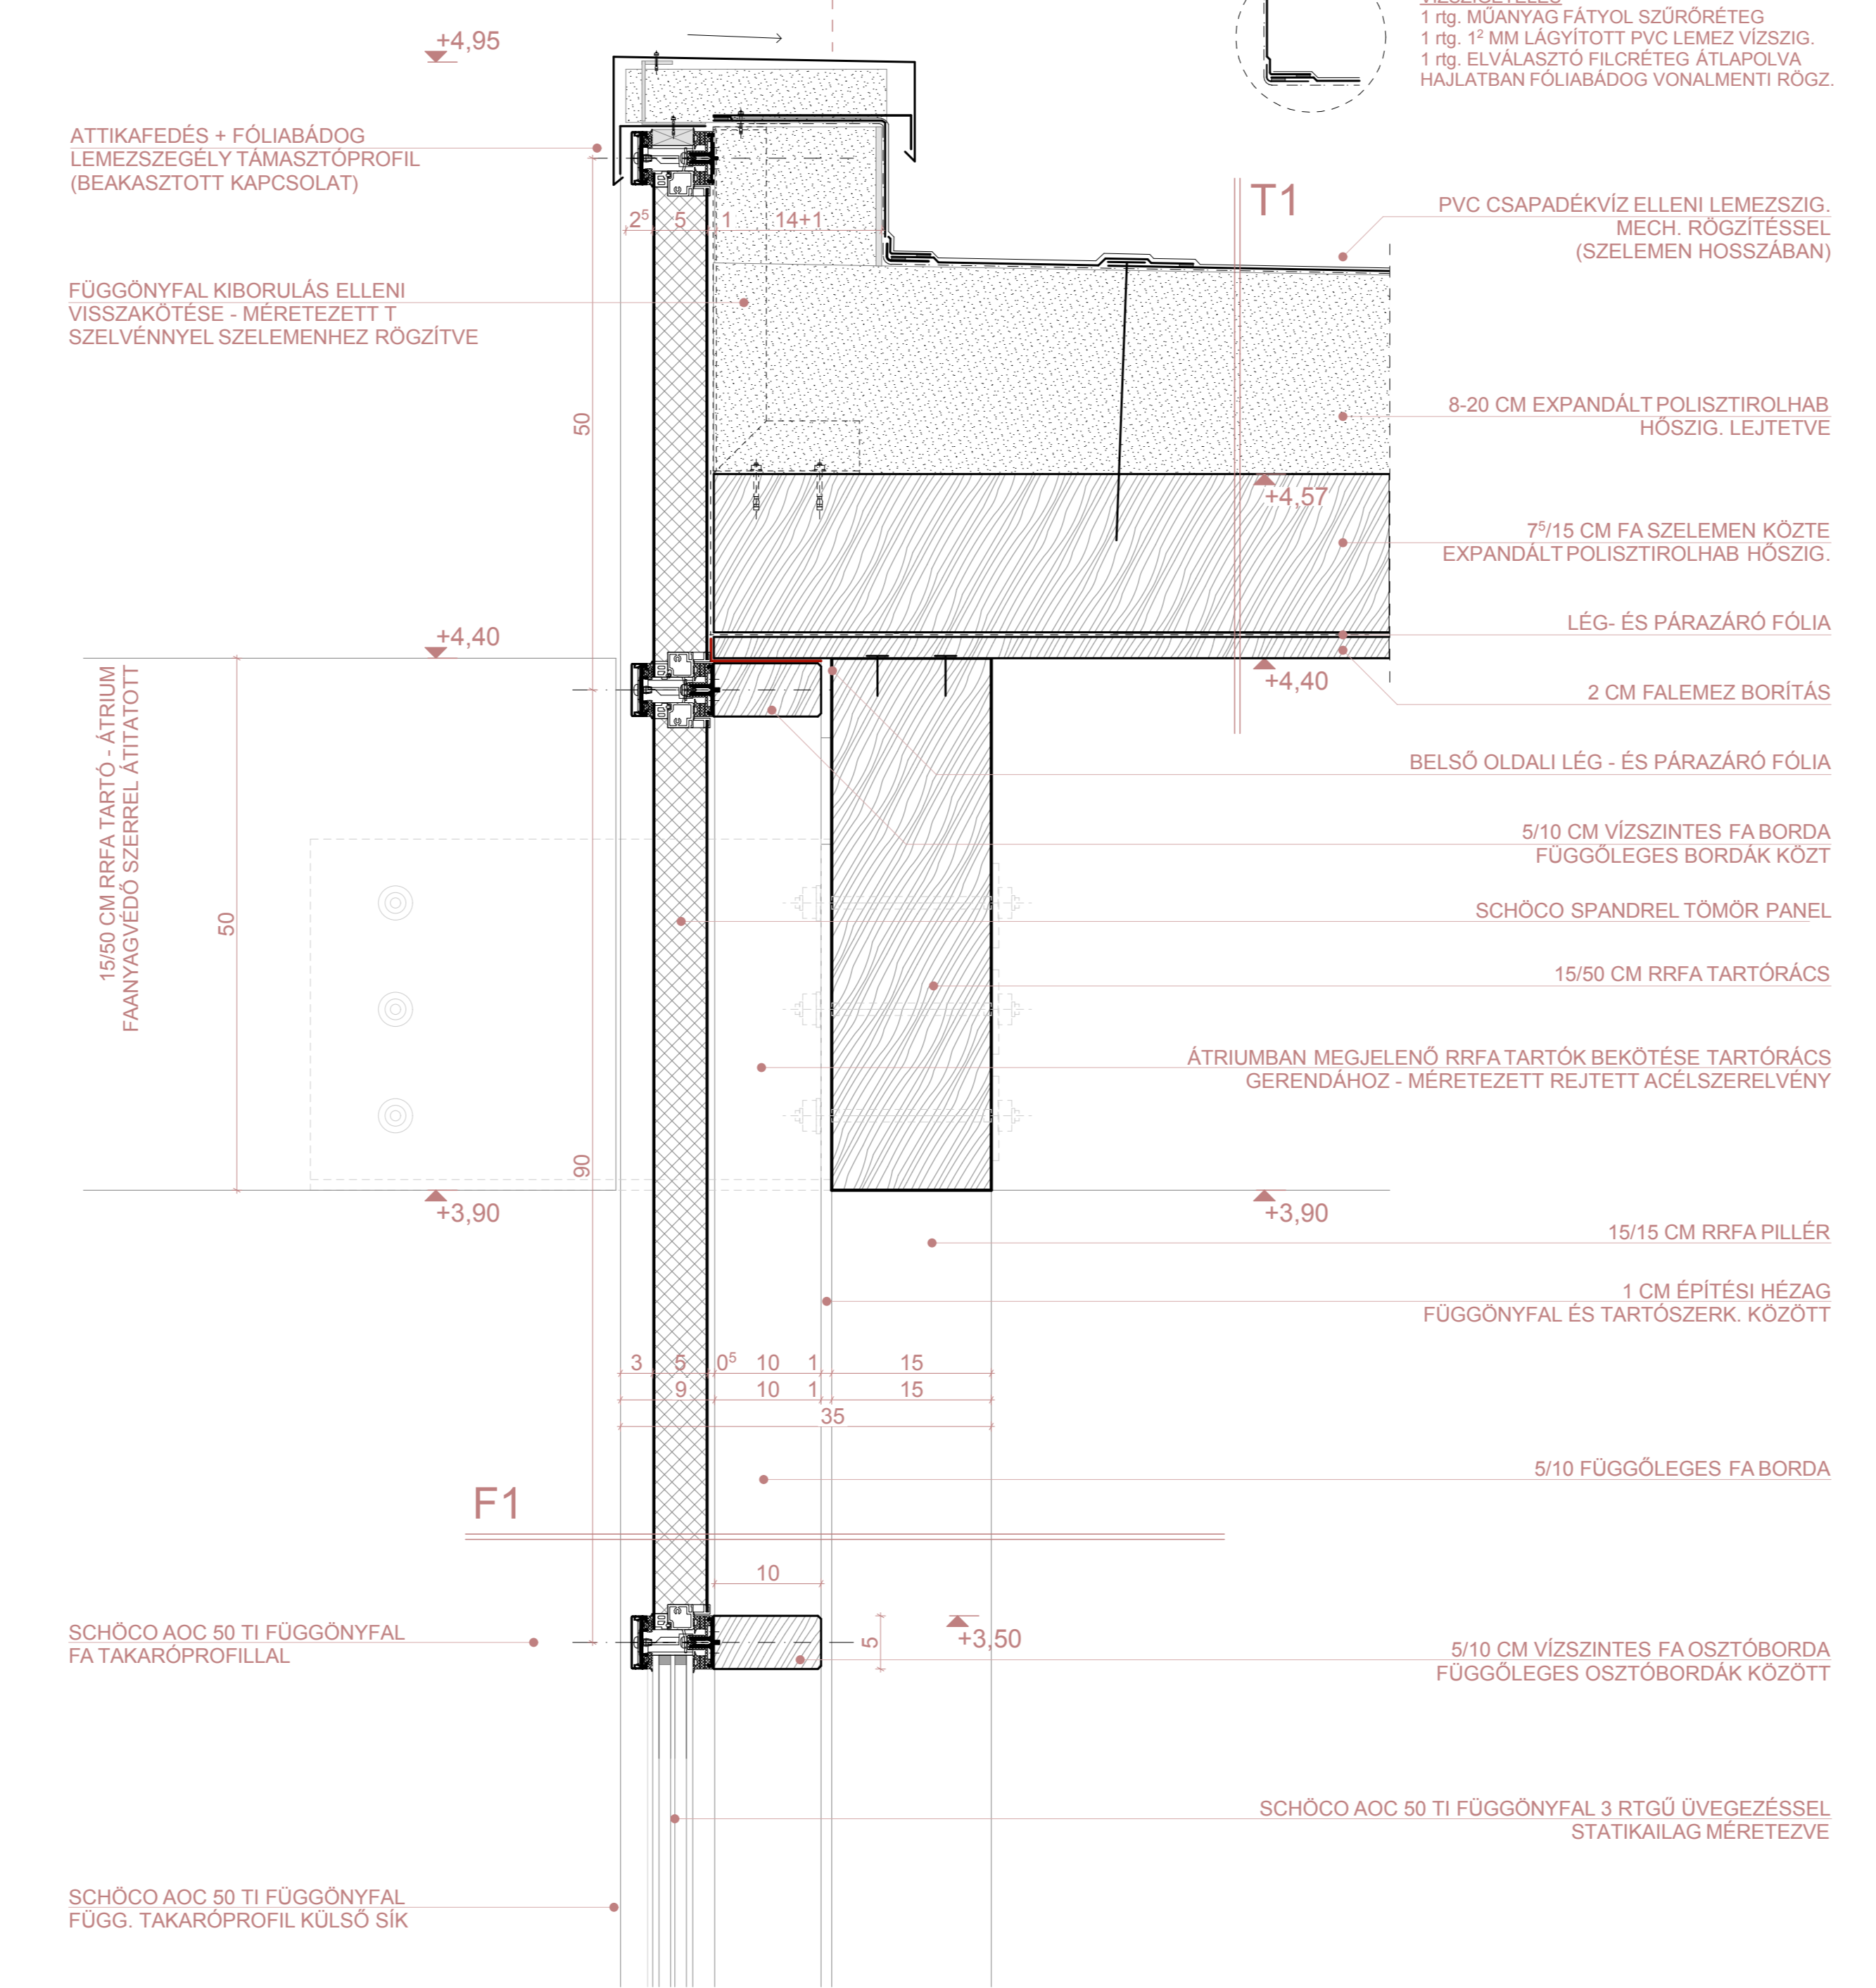 VÍZSZIGETELÉS
1 rtg. MŰANYAG FÁTYOL SZŰRŐRÉTEG
1 rtg. 1² MM LÁGYÍTOTT PVC LEMEZ VÍZSZIG.
1 rtg. ELVÁLASZTÓ FILCRÉTEG ÁTLAPOLVA
HAJLATBAN FÓLIABÁDOG VONALMENTI RÖGZ.
+4,95
ATTIKAFEDÉS + FÓLIABÁDOG
LEMEZSZEGÉLY TÁMASZTÓPROFIL
(BEAKASZTOTT KAPCSOLAT)
T1
PVC CSAPADÉKVÍZ ELLENI LEMEZSZIG.
MECH. RÖGZÍTÉSSEL
(SZELEMEN HOSSZÁBAN)
2⁵ 5 1 14+1
FÜGGÖNYFAL KIBORULÁS ELLENI
VISSZAKÖTÉSE - MÉRETEZETT T
SZELVÉNNYEL SZELEMENHEZ RÖGZÍTVE
50
8-20 CM EXPANDÁLT POLISZTIROLHAB
HŐSZIG. LEJTETVE
+4,57
7⁵/15 CM FA SZELEMEN KÖZTE
EXPANDÁLT POLISZTIROLHAB HŐSZIG.
LÉG- ÉS PÁRAZÁRÓ FÓLIA
+4,40
+4,40
2 CM FALEMEZ BORÍTÁS
15/50 CM RRFA TARTÓ - ÁTRIUM
FAANYAGVÉDŐ SZERREL ÁTITATOTT
BELSŐ OLDALI LÉG - ÉS PÁRAZÁRÓ FÓLIA
5/10 CM VÍZSZINTES FA BORDA
FÜGGŐLEGES BORDÁK KÖZT
50
SCHÖCO SPANDREL TÖMÖR PANEL
15/50 CM RRFA TARTÓRÁCS
ÁTRIUMBAN MEGJELENŐ RRFA TARTÓK BEKÖTÉSE TARTÓRÁCS
GERENDÁHOZ - MÉRETEZETT REJTETT ACÉLSZERELVÉNY
90
+3,90
+3,90
15/15 CM RRFA PILLÉR
1 CM ÉPÍTÉSI HÉZAG
FÜGGÖNYFAL ÉS TARTÓSZERK. KÖZÖTT
3 5 0⁵ 10 1 15
9 10 1 15
35
5/10 FÜGGŐLEGES FA BORDA
F1
10
SCHÖCO AOC 50 TI FÜGGÖNYFAL
FA TAKARÓPROFILLAL
5
+3,50
5/10 CM VÍZSZINTES FA OSZTÓBORDA
FÜGGŐLEGES OSZTÓBORDÁK KÖZÖTT
SCHÖCO AOC 50 TI FÜGGÖNYFAL 3 RTGŰ ÜVEGEZÉSSEL
STATIKAILAG MÉRETEZVE
SCHÖCO AOC 50 TI FÜGGÖNYFAL
FÜGG. TAKARÓPROFIL KÜLSŐ SÍK